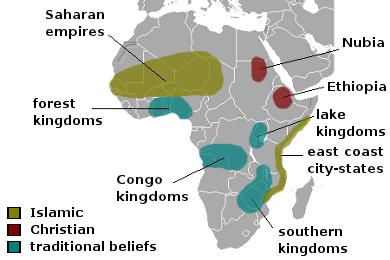 Saharan
empires
Nubia
Ethiopia
forest
kingdoms
lake
kingdoms
east coast
city-states
Congo
kingdoms
southern
kingdoms
Islamic
Christian
traditional beliefs